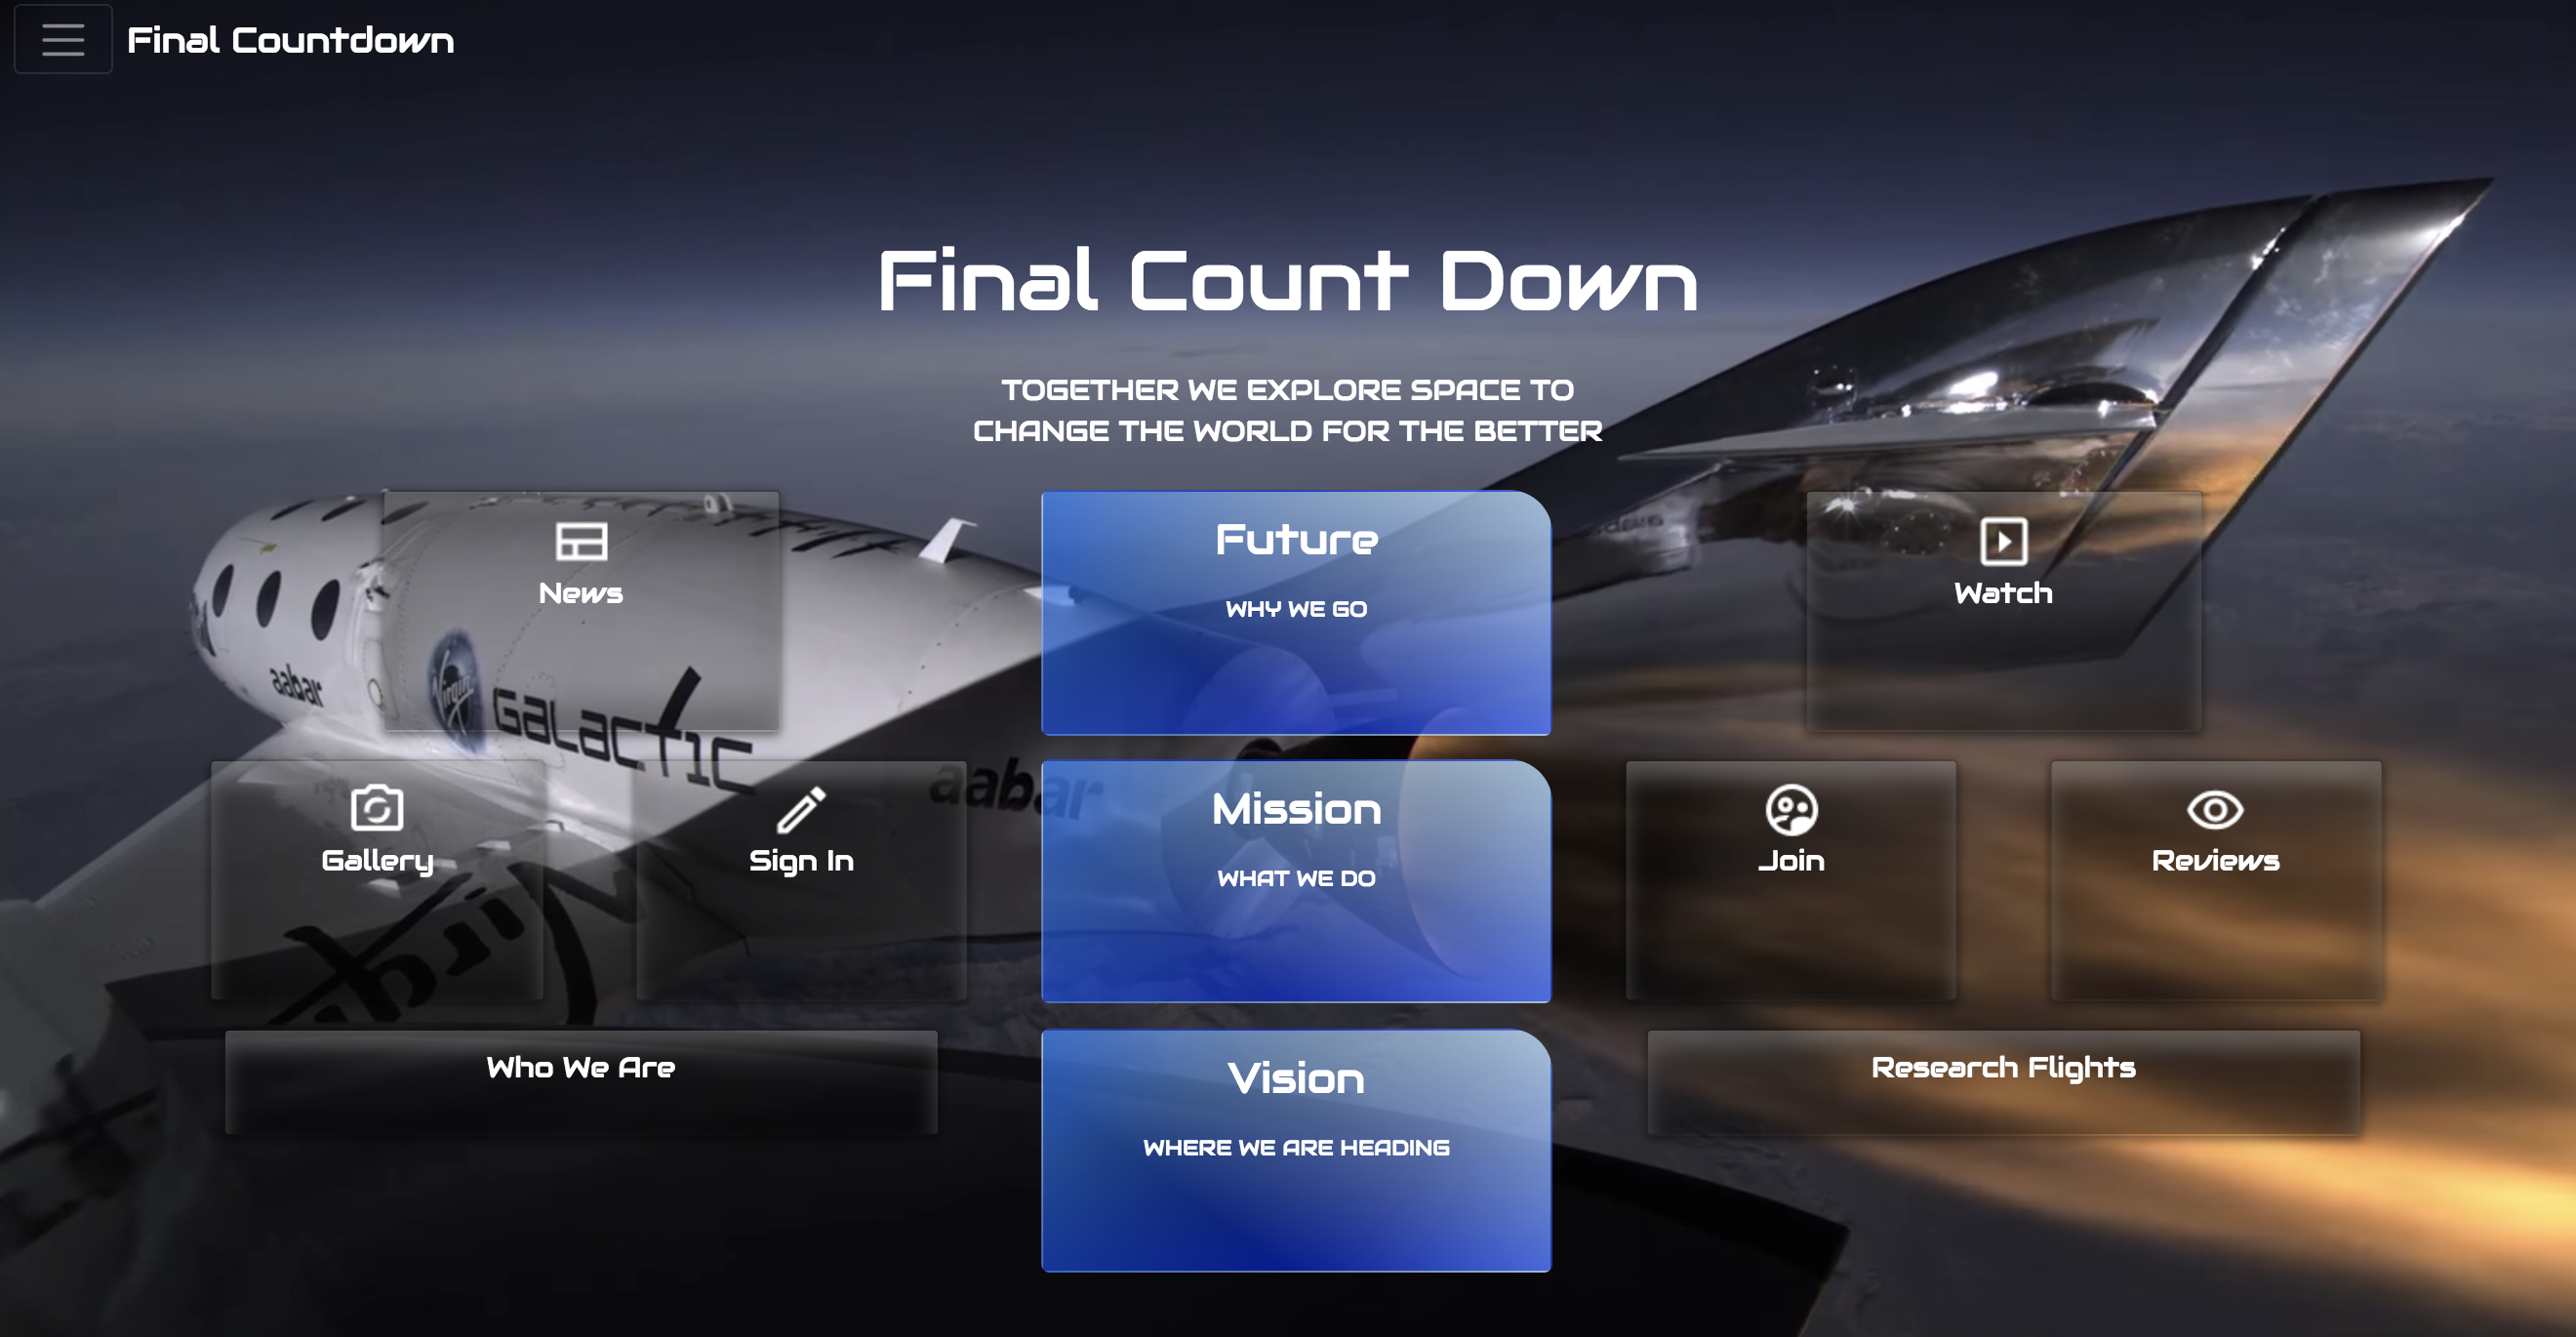 Final Countdown
Final Count Down
TOGETHER WE EXPLORE SPACE TO
CHANGE THE WORLD FOR THE BETTER
News
Future
WHY WE GO
Watch
aabar
Virgin
GALACTIC
aabar
Gallery
Sign In
Mission
WHAT WE DO
Join
Reviews
Virgin
Who We Are
Vision
WHERE WE ARE HEADING
Research Flights